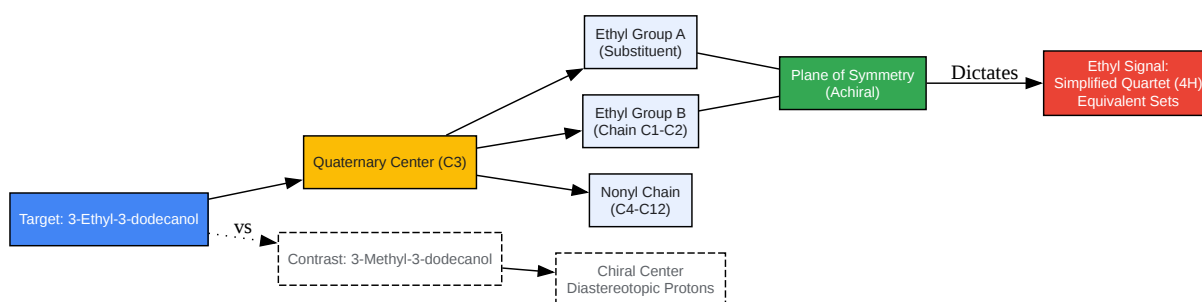 Target: 3-Ethyl-3-dodecanol
vs
Quaternary Center (C3)
Contrast: 3-Methyl-3-dodecanol
Ethyl Group A
(Substituent)
Ethyl Group B
(Chain C1-C2)
Nonyl Chain
(C4-C12)
Chiral Center
Diastereotopic Protons
Plane of Symmetry
(Achiral)
Dictates
Ethyl Signal:
Simplified Quartet (4H)
Equivalent Sets